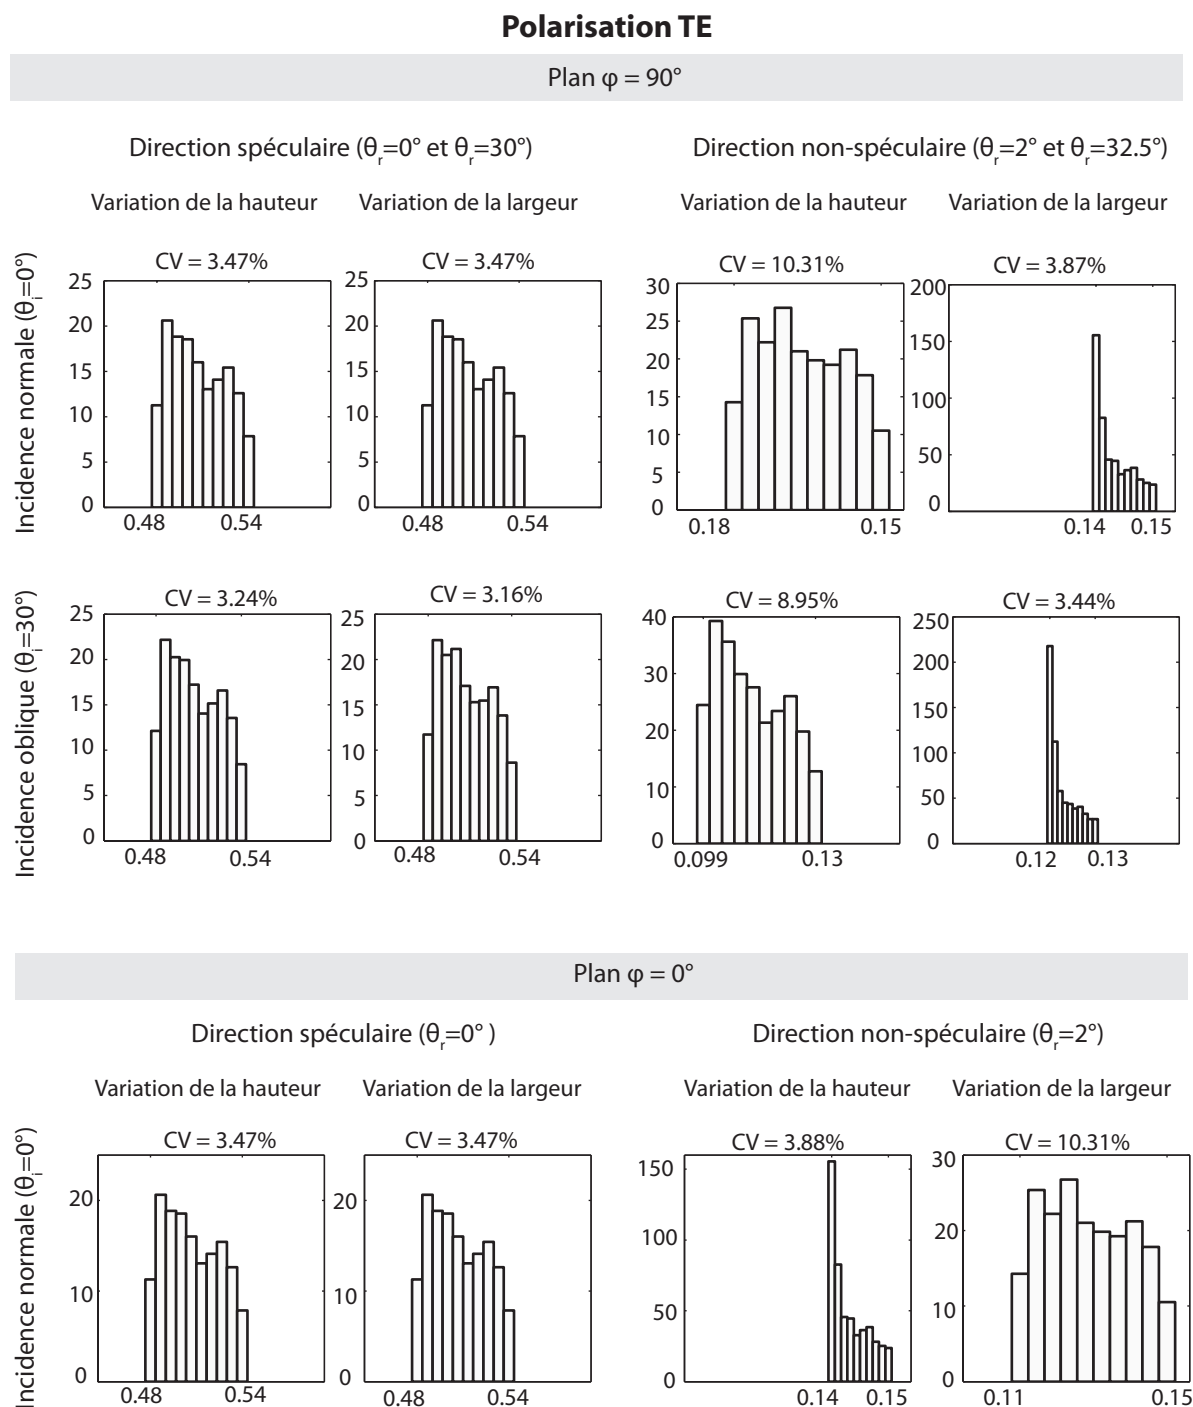 Polarisation TE
Plan φ = 90°
Direction spéculaire (θr=0° et θr=30°)
Direction non-spéculaire (θr=2° et θr=32.5°)
Variation de la hauteur
Variation de la largeur
Variation de la hauteur
Variation de la largeur
Incidence normale (θi=0°)
CV = 3.47%
25
20
15
10
5
0
0.48
0.54
CV = 3.47%
25
20
15
10
5
0
0.48
0.54
CV = 10.31%
30
25
20
15
10
5
0
0.18
0.15
CV = 3.87%
200
150
100
50
0
0.14
0.15
Incidence oblique (θi=30°)
CV = 3.24%
25
20
15
10
5
0
0.48
0.54
CV = 3.16%
25
20
15
10
5
0
0.48
0.54
CV = 8.95%
40
30
20
10
0
0.099
0.13
CV = 3.44%
250
200
150
100
50
0
0.12
0.13
Plan φ = 0°
Direction spéculaire (θr=0° )
Direction non-spéculaire (θr=2°)
Variation de la hauteur
Variation de la largeur
Variation de la hauteur
Variation de la largeur
Incidence normale (θi=0°)
CV = 3.47%
20
10
0
0.48
0.54
CV = 3.47%
20
10
0
0.48
0.54
CV = 3.88%
150
100
50
0
0.14
0.15
CV = 10.31%
30
20
10
0
0.11
0.15